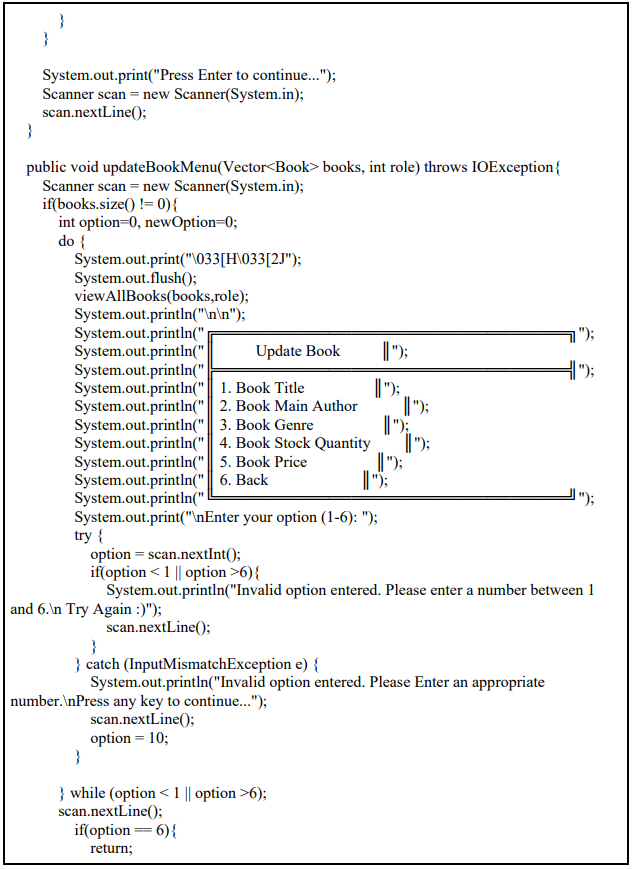 }
}
System.out.print("Press Enter to continue...");
Scanner scan = new Scanner(System.in);
scan.nextLine();
}
public void updateBookMenu(Vector<Book> books, int role) throws IOException{
Scanner scan = new Scanner(System.in);
if(books.size() != 0){
int option=0, newOption=0;
do {
System.out.print("\033[H\033[2J");
System.out.flush();
viewAllBooks(books,role);
System.out.println("\n\n");
System.out.println("╔══════════════════════════════╗");
System.out.println("║ Update Book ║");
System.out.println("╠══════════════════════════════╣");
System.out.println("║ 1. Book Title ║");
System.out.println("║ 2. Book Main Author ║");
System.out.println("║ 3. Book Genre ║");
System.out.println("║ 4. Book Stock Quantity ║");
System.out.println("║ 5. Book Price ║");
System.out.println("║ 6. Back ║");
System.out.println("╚══════════════════════════════╝");
System.out.print("\nEnter your option (1-6): ");
try {
option = scan.nextInt();
if(option < 1 || option >6){
System.out.println("Invalid option entered. Please enter a number between 1
and 6.\n Try Again :)");
scan.nextLine();
}
} catch (InputMismatchException e) {
System.out.println("Invalid option entered. Please Enter an appropriate
number.\nPress any key to continue...");
scan.nextLine();
option = 10;
}
} while (option < 1 || option >6);
scan.nextLine();
if(option == 6){
return;